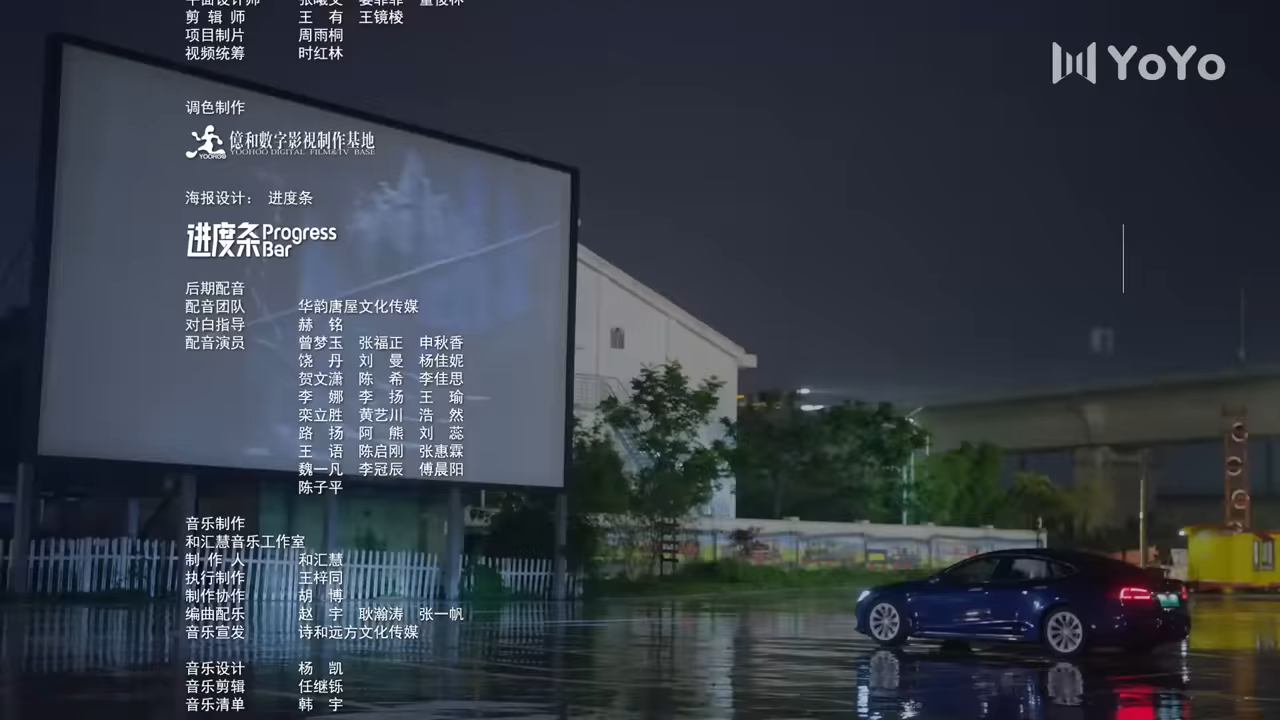 剪 辑 师 王 有 王镜棱
项目制片 周雨桐
视频统筹 时红林
YoYo
调色制作
億和數字影視制作基地
YOOHOO DIGITAL FILM&TV BASE
海报设计： 进度条
进度条 Progress Bar
后期配音
配音团队 华韵唐屋文化传媒
对白指导 赫 铭
配音演员 曾梦玉 张福正 申秋香
饶 丹 刘 曼 杨佳妮
贺文潇 陈 希 李佳思
李 娜 李 扬 王 瑜
栾立胜 黄艺川 浩 然
路 扬 阿 熊 刘 蕊
王 语 陈启刚 张惠霖
魏一凡 李冠辰 傅晨阳
陈子平
音乐制作
和汇慧音乐工作室
制 作 人 和汇慧
执行制作 王梓同
制作协作 胡 博
编曲配乐 赵 宇 耿瀚涛 张一帆
音乐宣发 诗和远方文化传媒
音乐设计 杨 凯
音乐剪辑 任继铄
音乐清单 韩 宇